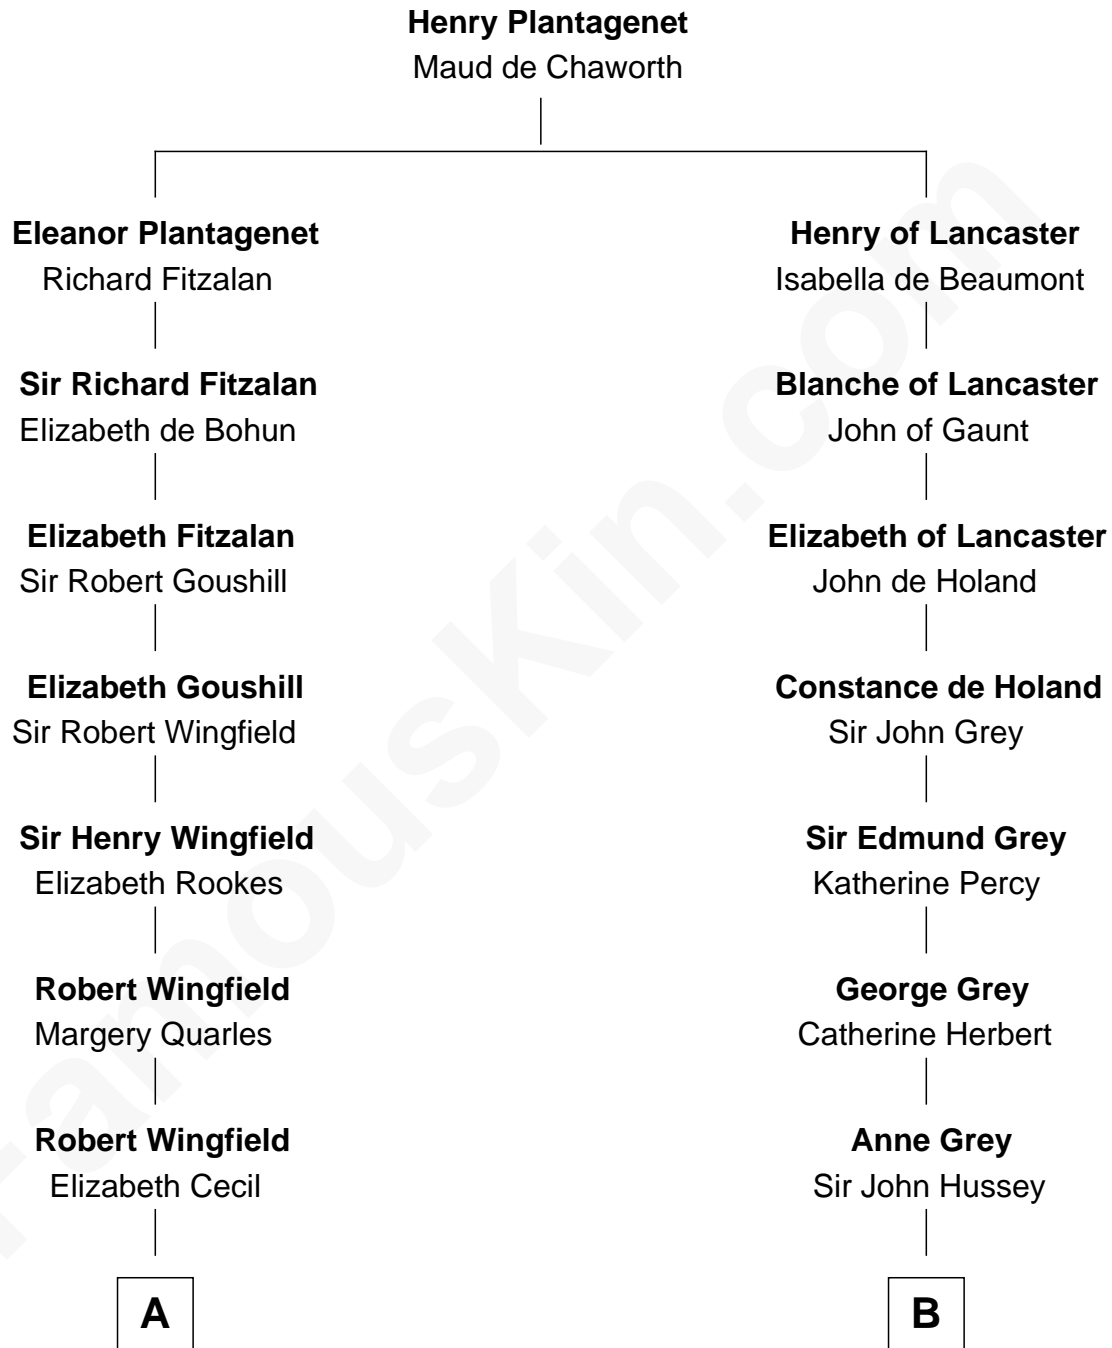 Henry Plantagenet
Maud de Chaworth
Eleanor Plantagenet
Richard Fitzalan
Henry of Lancaster
Isabella de Beaumont
Sir Richard Fitzalan
Elizabeth de Bohun
Blanche of Lancaster
John of Gaunt
Elizabeth Fitzalan
Sir Robert Goushill
Elizabeth of Lancaster
John de Holand
Elizabeth Goushill
Sir Robert Wingfield
Constance de Holand
Sir John Grey
Sir Henry Wingfield
Elizabeth Rookes
Sir Edmund Grey
Katherine Percy
Robert Wingfield
Margery Quarles
George Grey
Catherine Herbert
Robert Wingfield
Elizabeth Cecil
Anne Grey
Sir John Hussey
A
B
FamousKin.com